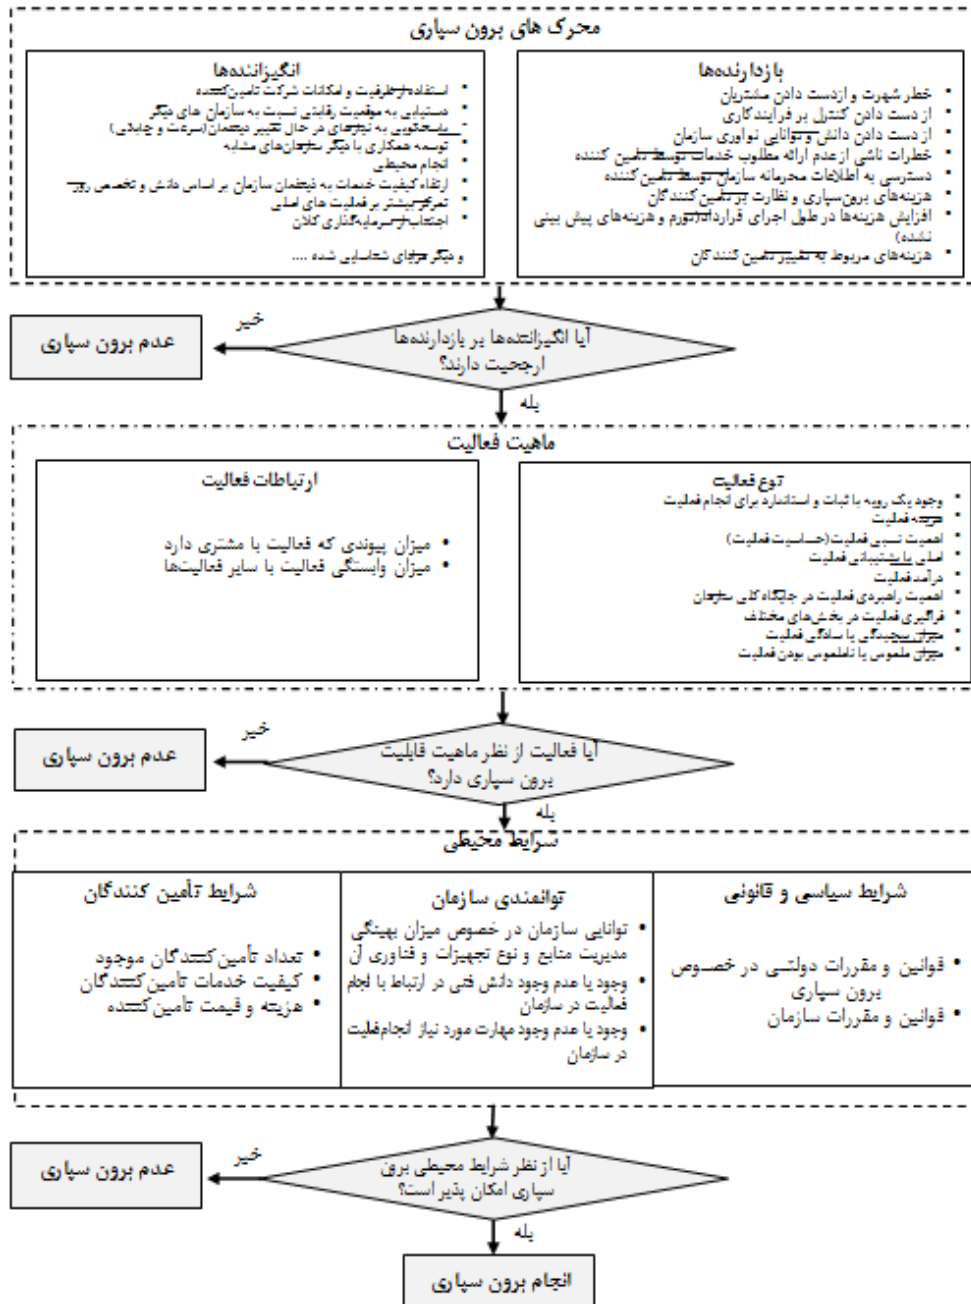 محرک های برون سپاری
بازدارنده‌ها
خطر شهرت و ازدست دادن مشتریان
از دست دادن کنترل بر فرایندکاری
از دست دادن دانش و توانایی نوآوری سازمان
خطرات ناشی از عدم ارائه مطلوب خدمات توسط تامین کننده
دسترسی به اطلاعات محرمانه سازمان توسط تامین کننده
هزینه‌های برون‌سپاری و نظارت بر تامین کنندگان
افزایش هزینه‌ها در طول اجرای قرارداد(تورم و هزینه‌های پیش بینی
نشده)
هزینه‌های مربوط به تغییر تامین کنندگان
انگیزاننده‌ها
استفاده از ظرفیت و امکانات شرکت تامین‌کننده
دستیابی به موقعیت رقابتی نسبت به سازمان های دیگر
پاسخگویی به نیازهای در حال تغییر ذینفعان(سرعت و چابکی)
توسعه همکاری با دیگر سازمان‌های مشابه
انجام محیطی
ارتقاء کیفیت خدمات به ذینفعان سازمان بر اساس دانش و تخصص روز
تمرکز بیشتر بر فعالیت های اصلی
اجتناب از سرمایه‌گذاری کلان
و دیگر مزایای شناسایی شده ....
آیا انگیزاننده‌ها بر بازدارنده‌ها
ارجحیت دارند؟
خیر
عدم برون سپاری
بله
ماهیت فعالیت
نوع فعالیت
وجود یک رویه با ثبات و استاندارد برای انجام فعلیت
هزینه فعلیت
اهمیت نسبی فعلیت(حساسیت فعلیت)
اصلی یا پشتیبانی فعلیت
درآمد فعلیت
اهمیت راهبردی فعلیت در جایگاه کلی سازمان
فراگیری فعلیت در بخش‌های مختلف
میزان پیچیدگی یا سادگی فعلیت
میزان ملموس یا ناملموس بودن فعلیت
ارتباطات فعالیت
میزان پیوندی که فعالیت با مشتری دارد
میزان وابستگی فعالیت با سایر فعالیت‌ها
آیا فعالیت از نظر ماهیت قابلیت
برون سپاری دارد؟
خیر
عدم برون سپاری
بله
شرایط محیطی
شرایط سیاسی و قانونی
قوانین و مقررات دولتی در خصوص
برون سپاری
قوانین و مقررات سازمان
توانمندی سازمان
توانایی سازمان در خصوص میزان بهینگی
مدیریت منابع و نوع تجهیزات و فناوری آن
وجود یا عدم وجود دانش فنی در ارتباط با انجام
فعالیت در سازمان
وجود یا عدم وجود مهارت مورد نیاز انجام‌فعلیت
در سازمان
شرایط تأمین کنندگان
تعداد تأمین‌کنندگان موجود
کیفیت خدمات تأمین‌کنندگان
هزینه و قیمت تامین‌کننده
آیا از نظر شرایط محیطی برون
سپاری امکان پذیر است؟
خیر
عدم برون سپاری
بله
انجام برون سپاری